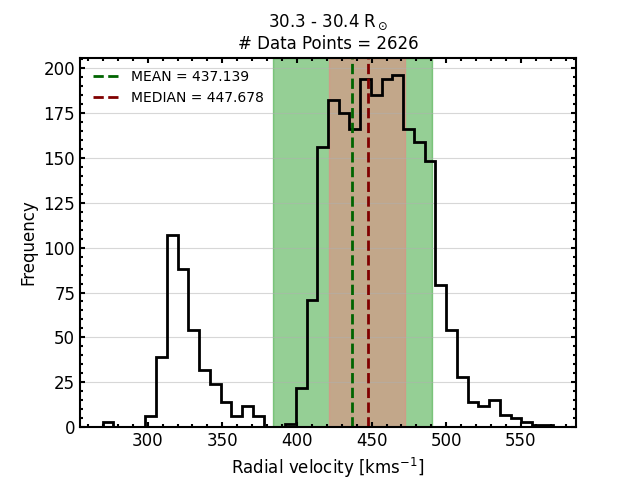 30.3 - 30.4 R⊙
# Data Points = 2626
MEAN = 437.139
MEDIAN = 447.678
200
175
150
125
100
75
50
25
0
Frequency
300 350 400 450 500 550
Radial velocity [kms⁻¹]